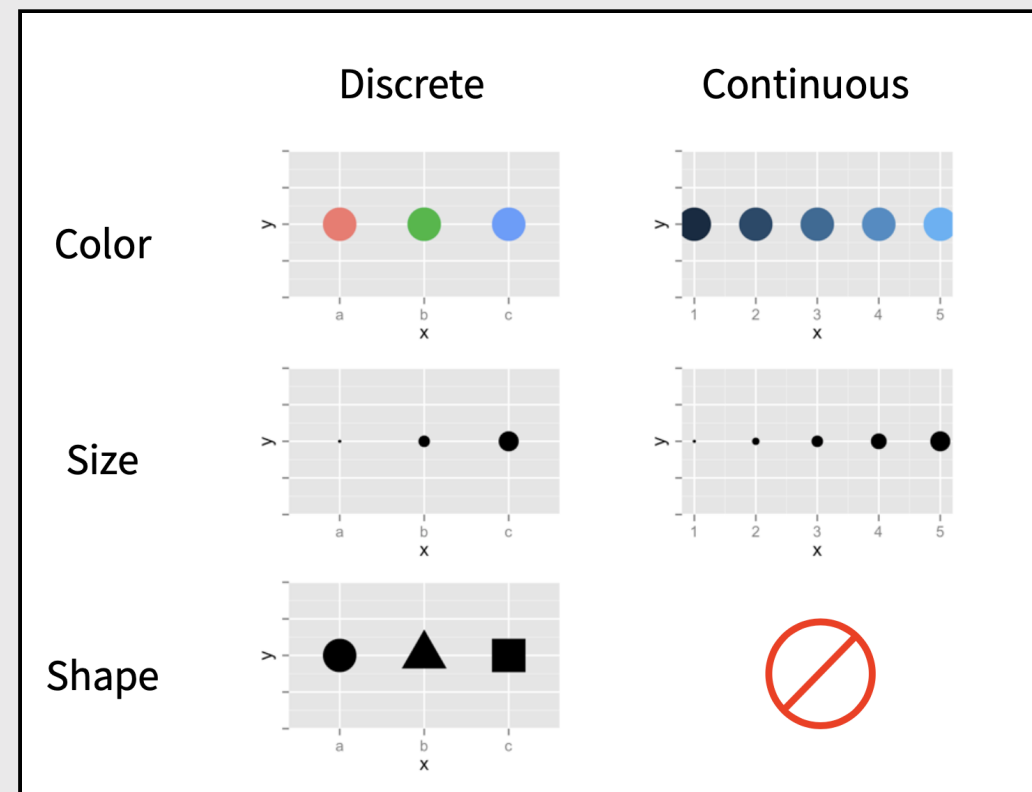 Discrete
Continuous
Color
y
a b c
x
y
1 2 3 4 5
x
Size
y
a b c
x
y
1 2 3 4 5
x
Shape
y
a b c
x